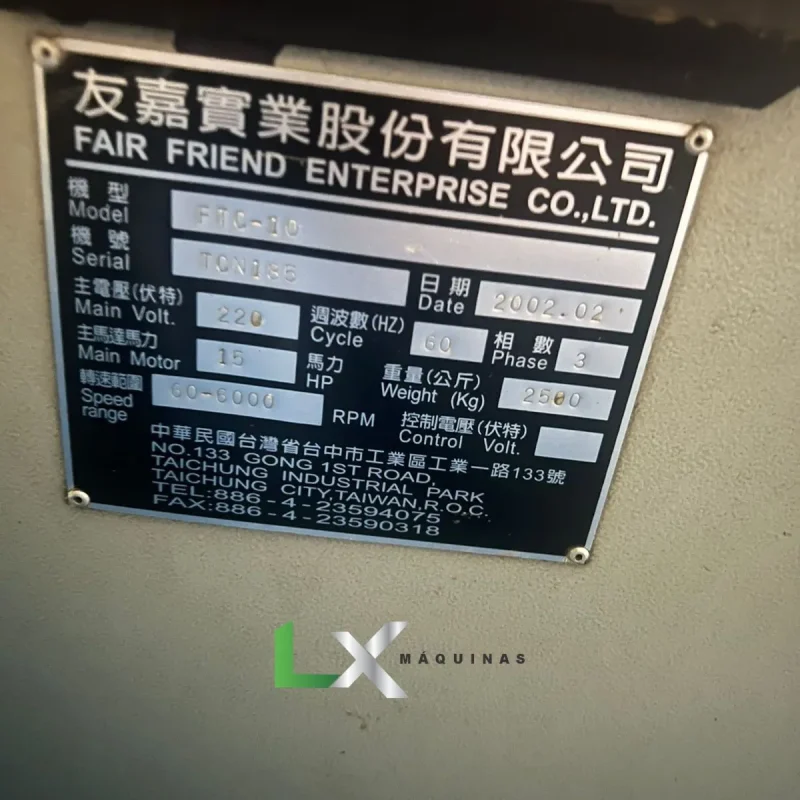 友嘉實業股份有限公司
FAIR FRIEND ENTERPRISE CO.,LTD.
機型 Model FTC-10
機號 Serial TCN186 日期 Date 2002.02
主電壓(伏特) Main Volt. 220 週波數(HZ) Cycle 60 相數 Phase 3
主馬達馬力 Main Motor 15 馬力 HP 重量(公斤) Weight (Kg) 2500
轉速範圍 Speed range 60-6000 RPM 控制電壓(伏特) Control Volt.
中華民國台灣省台中市工業區工業一路133號
NO.133 GONG 1ST ROAD,
TAICHUNG INDUSTRIAL PARK
TAICHUNG CITY,TAIWAN,R.O.C.
TEL:886-4-23594075
FAX:886-4-23590318
LX MÁQUINAS